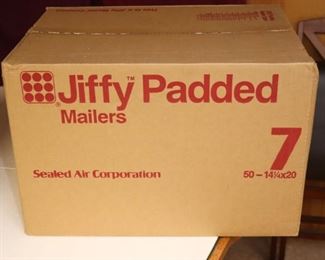 Jiffy™ Padded
®
Mailers
7
Sealed Air Corporation
50-14¼x20